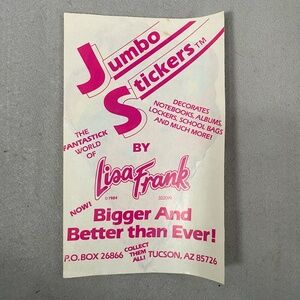 Jumbo
Stickers™
DECORATES
NOTEBOOKS, ALBUMS,
LOCKERS, SCHOOL BAGS
AND MUCH MORE!
THE
FANTASTICK
WORLD
OF
BY
Lisa Frank
©1984
NOW!
Bigger And
Better than Ever!
P.O. BOX 26866
COLLECT
THEM
ALL!
TUCSON, AZ 85726